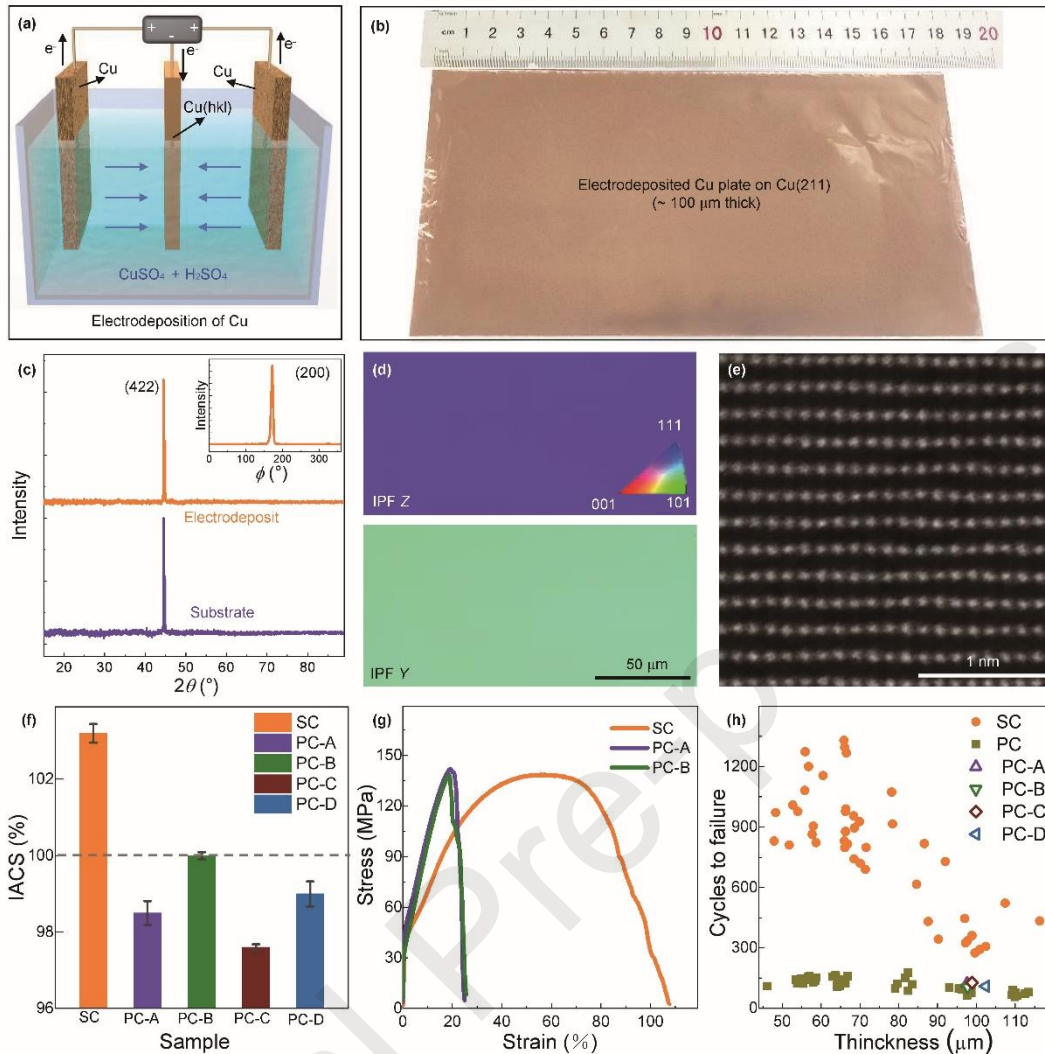 (a)
+ - +
e-
e-
e-
Cu
Cu
Cu(hkl)
CuSO₄ + H₂SO₄
Electrodeposition of Cu
(b)
cm 1 2 3 4 5 6 7 8 9 10 11 12 13 14 15 16 17 18 19 20
Electrodeposited Cu plate on Cu(211)
(~ 100 μm thick)
(c)
(422)
(200)
Intensity
0 100 200 300
ϕ (°)
Electrodeposit
Substrate
Intensity
20 30 40 50 60 70 80
2θ (°)
(d)
111
001
101
IPF Z
IPF Y
50 μm
(e)
1 nm
(f)
SC
PC-A
PC-B
PC-C
PC-D
102
100
98
96
IACS (%)
SC PC-A PC-B PC-C PC-D
Sample
(g)
SC
PC-A
PC-B
180
150
120
90
60
30
0
Stress (MPa)
0 20 40 60 80 100
Strain (%)
(h)
SC
PC
PC-A
PC-B
PC-C
PC-D
1200
900
600
300
0
Cycles to failure
50 60 70 80 90 100 110
Thinckness (μm)